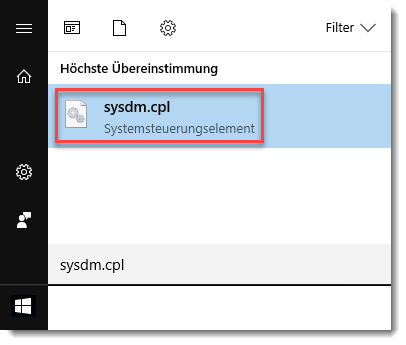 Filter
Höchste Übereinstimmung
sysdm.cpl
Systemsteuerungselement
sysdm.cpl